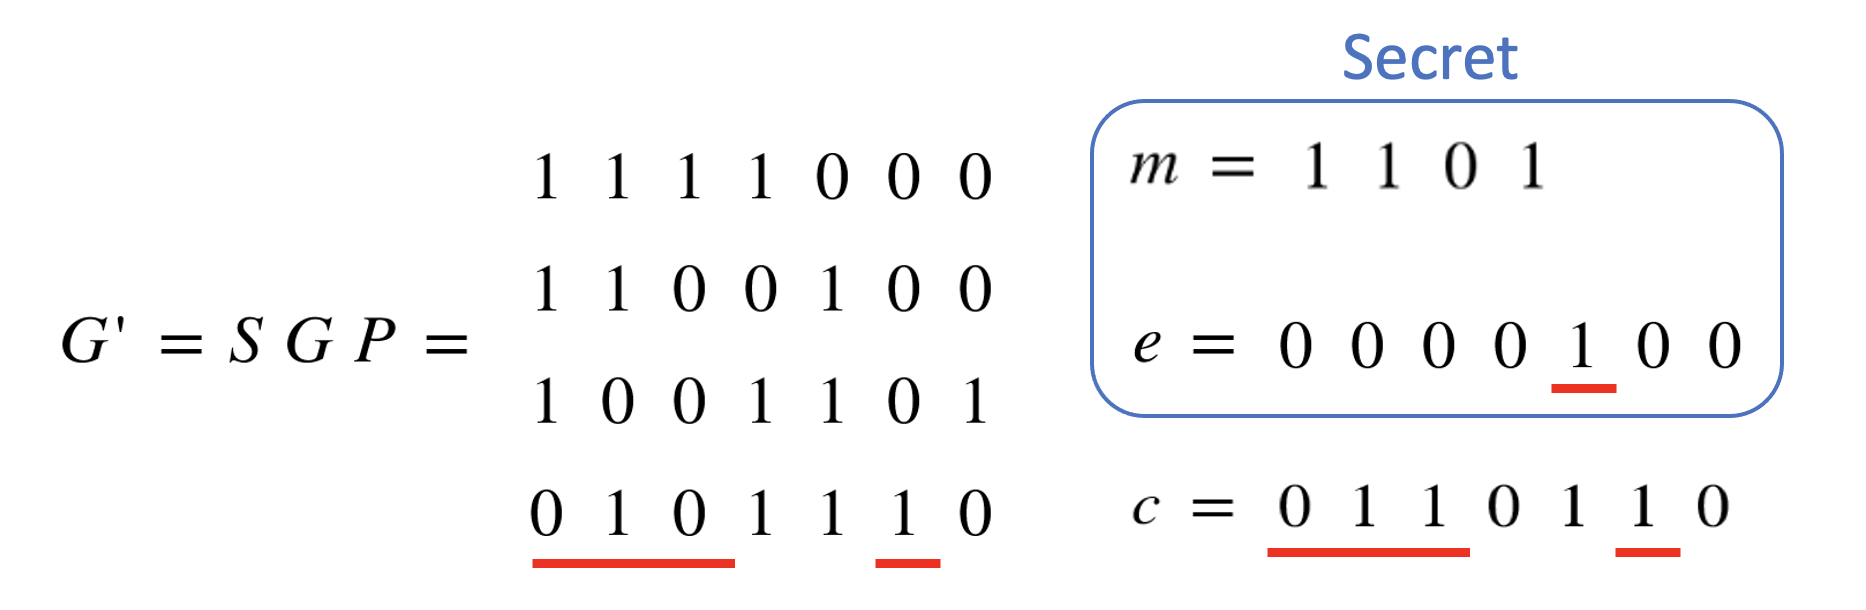 Secret
1 1 1 1 0 0 0
1 1 0 0 1 0 0
G' = S G P =
1 0 0 1 1 0 1
0 1 0 1 1 1 0
m = 1 1 0 1
e = 0 0 0 0 1 0 0
c = 0 1 1 0 1 1 0